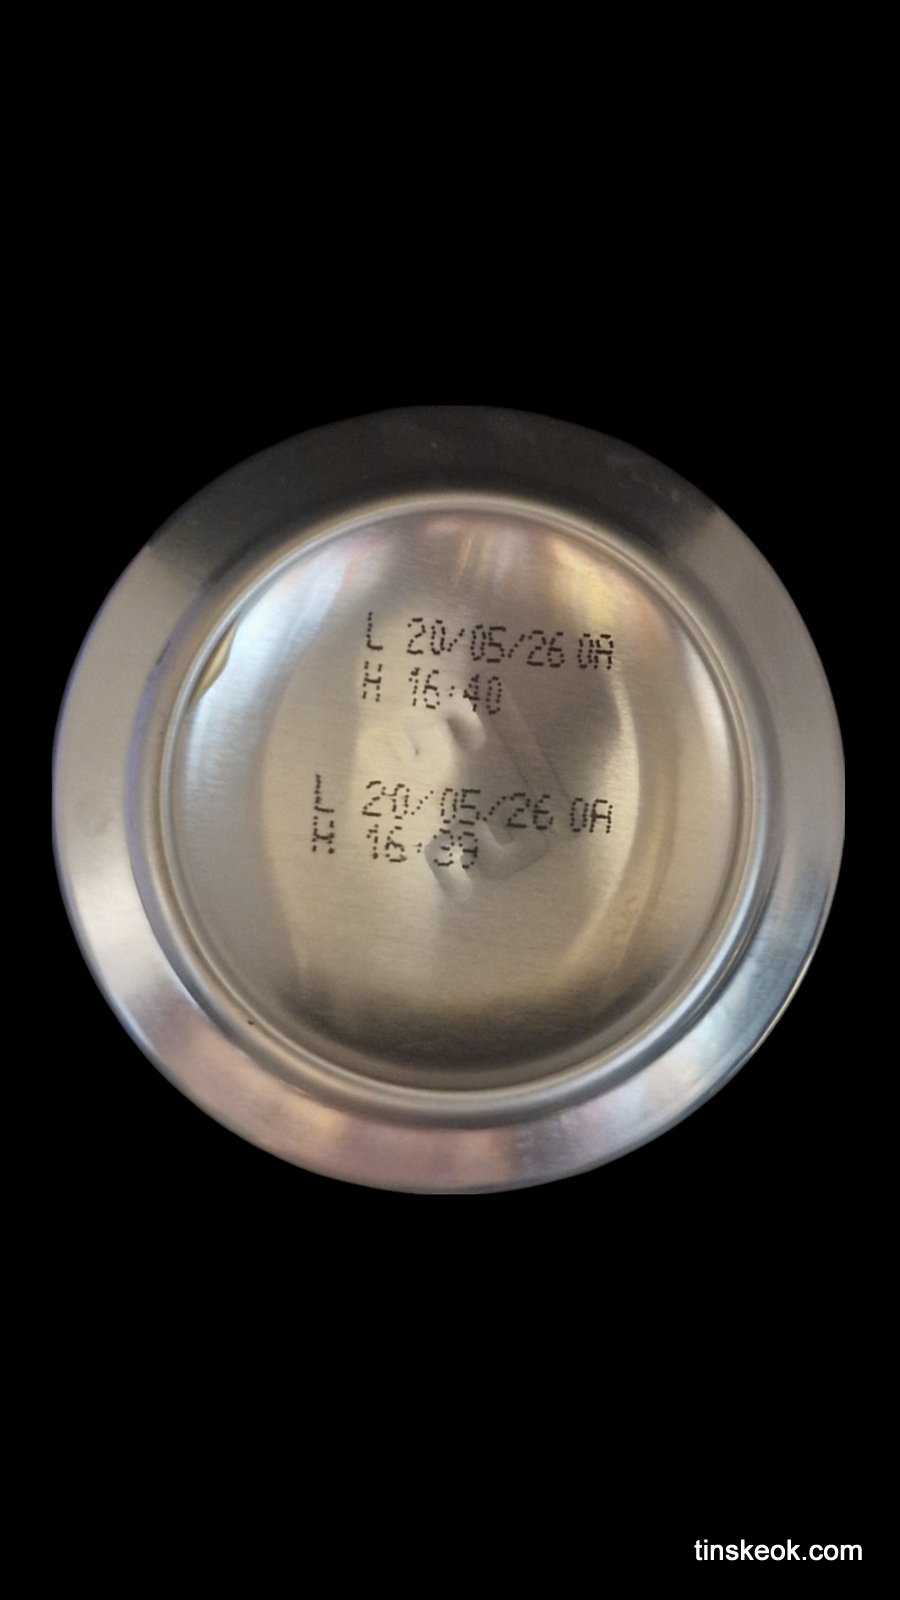 L 20/05/26 0A
H 16:40
L 20/05/26 0A
H 16:39
tinskeok.com